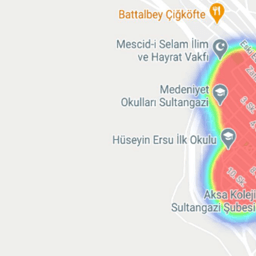 Battalbey Çiğköfte
Mescid-i Selam İlim
ve Hayrat Vakfı
Medeniyet
Okulları Sultangazi
Hüseyin Ersu İlk Okulu
Aksa Koleji
Sultangazi Şubesi